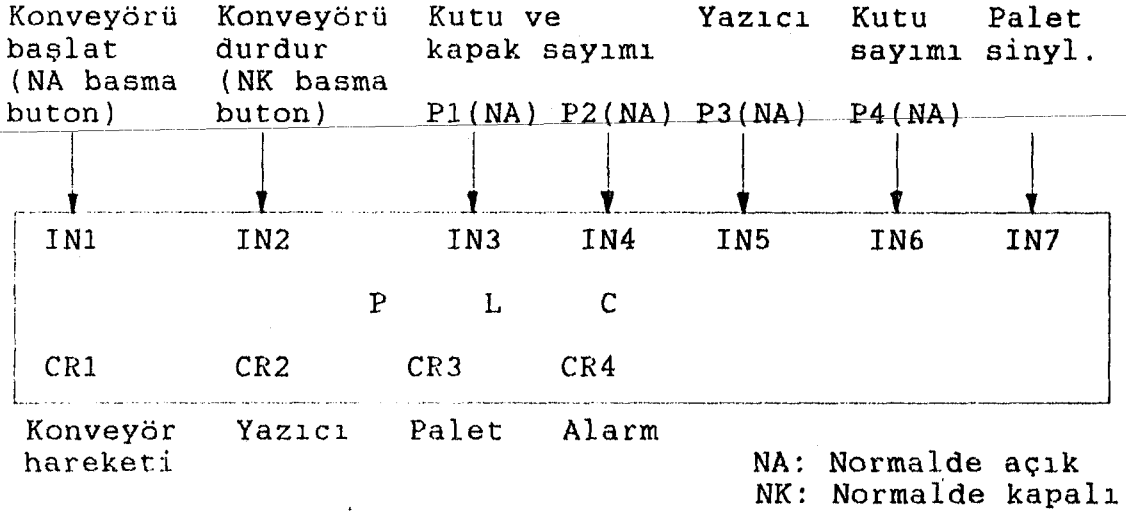 Konveyörü Konveyörü Kutu ve Yazıcı Kutu Palet
başlat durdur kapak sayımı sayımı sinyl.
(NA basma (NK basma
buton) buton) P1(NA) P2(NA) P3(NA) P4(NA)
IN1 IN2 IN3 IN4 IN5 IN6 IN7
P L C
CR1 CR2 CR3 CR4
Konveyör Yazıcı Palet Alarm
hareketi
NA: Normalde açık
NK: Normalde kapalı